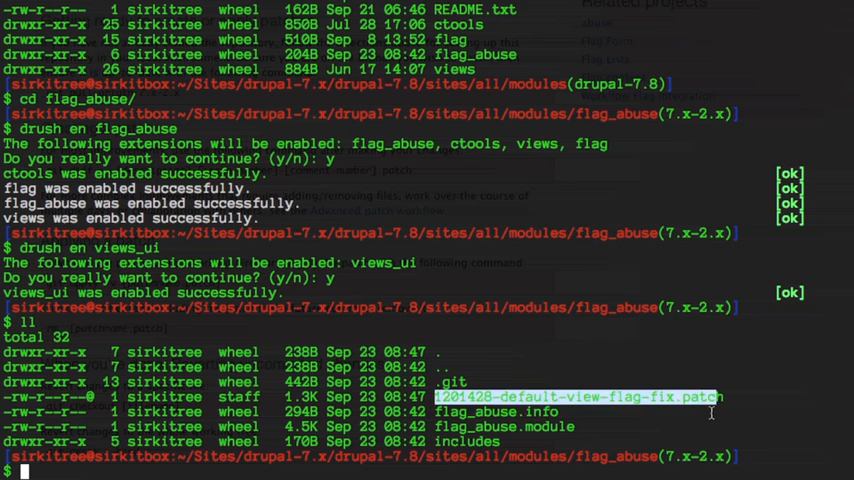 -rw-r--r-- 1 sirkitree wheel 162B Sep 21 06:46 README.txt
drwxr-xr-x 25 sirkitree wheel 850B Jul 28 17:06 ctools
drwxr-xr-x 15 sirkitree wheel 510B Sep 8 13:52 flag
drwxr-xr-x 6 sirkitree wheel 204B Sep 23 08:42 flag_abuse
drwxr-xr-x 26 sirkitree wheel 884B Jun 17 14:07 views
[sirkitree@sirkitbox:~/Sites/drupal-7.x/drupal-7.8/sites/all/modules(drupal-7.8)]
$ cd flag_abuse/
[sirkitree@sirkitbox:~/Sites/drupal-7.x/drupal-7.8/sites/all/modules/flag_abuse(7.x-2.x)]
$ drush en flag_abuse
The following extensions will be enabled: flag_abuse, ctools, views, flag
Do you really want to continue? (y/n): y
ctools was enabled successfully. [ok]
flag was enabled successfully. [ok]
flag_abuse was enabled successfully. [ok]
views was enabled successfully. [ok]
[sirkitree@sirkitbox:~/Sites/drupal-7.x/drupal-7.8/sites/all/modules/flag_abuse(7.x-2.x)]
$ drush en views_ui
The following extensions will be enabled: views_ui
Do you really want to continue? (y/n): y
views_ui was enabled successfully. [ok]
[sirkitree@sirkitbox:~/Sites/drupal-7.x/drupal-7.8/sites/all/modules/flag_abuse(7.x-2.x)]
$ ll
total 32
drwxr-xr-x 7 sirkitree wheel 238B Sep 23 08:47 .
drwxr-xr-x 7 sirkitree wheel 238B Sep 23 08:42 ..
drwxr-xr-x 13 sirkitree wheel 442B Sep 23 08:42 .git
-rw-r--r--@ 1 sirkitree staff 1.3K Sep 23 08:47 1201428-default-view-flag-fix.patch
-rw-r--r-- 1 sirkitree wheel 294B Sep 23 08:42 flag_abuse.info
-rw-r--r-- 1 sirkitree wheel 4.5K Sep 23 08:42 flag_abuse.module
drwxr-xr-x 5 sirkitree wheel 170B Sep 23 08:42 includes
[sirkitree@sirkitbox:~/Sites/drupal-7.x/drupal-7.8/sites/all/modules/flag_abuse(7.x-2.x)]
$
Related projects
abuse
Flag Form
Flag Lists